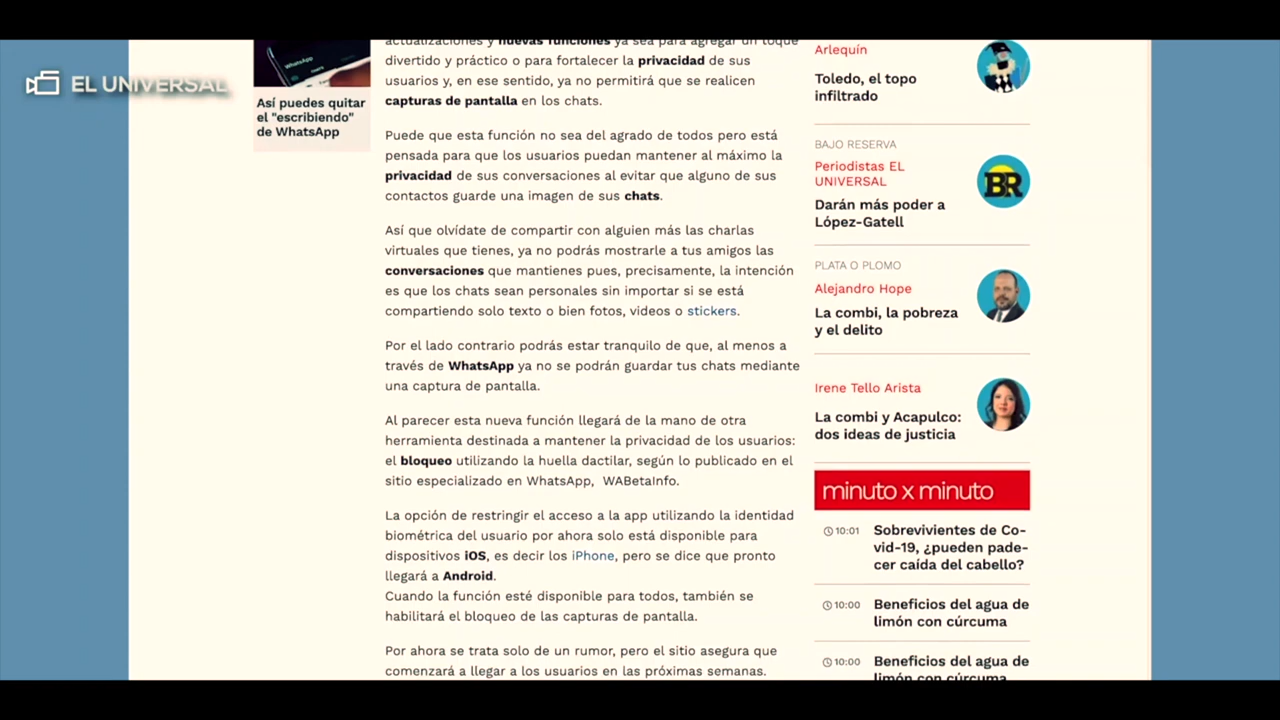 EL UNIVERSAL
WhatsApp
Así puedes quitar
el "escribiendo"
de WhatsApp
actualizaciones y nuevas funciones ya sea para agregar un toque
divertido y práctico o para fortalecer la privacidad de sus
usuarios y, en ese sentido, ya no permitirá que se realicen
capturas de pantalla en los chats.
Puede que esta función no sea del agrado de todos pero está
pensada para que los usuarios puedan mantener al máximo la
privacidad de sus conversaciones al evitar que alguno de sus
contactos guarde una imagen de sus chats.
Así que olvídate de compartir con alguien más las charlas
virtuales que tienes, ya no podrás mostrarle a tus amigos las
conversaciones que mantienes pues, precisamente, la intención
es que los chats sean personales sin importar si se está
compartiendo solo texto o bien fotos, videos o stickers.
Por el lado contrario podrás estar tranquilo de que, al menos a
través de WhatsApp ya no se podrán guardar tus chats mediante
una captura de pantalla.
Al parecer esta nueva función llegará de la mano de otra
herramienta destinada a mantener la privacidad de los usuarios:
el bloqueo utilizando la huella dactilar, según lo publicado en el
sitio especializado en WhatsApp, WABetaInfo.
La opción de restringir el acceso a la app utilizando la identidad
biométrica del usuario por ahora solo está disponible para
dispositivos iOS, es decir los iPhone, pero se dice que pronto
llegará a Android.
Cuando la función esté disponible para todos, también se
habilitará el bloqueo de las capturas de pantalla.
Por ahora se trata solo de un rumor, pero el sitio asegura que
comenzará a llegar a los usuarios en las próximas semanas.
Arlequín
Toledo, el topo
infiltrado
BAJO RESERVA
Periodistas EL
UNIVERSAL
Darán más poder a
López-Gatell
BR
PLATA O PLOMO
Alejandro Hope
La combi, la pobreza
y el delito
Irene Tello Arista
La combi y Acapulco:
dos ideas de justicia
minuto x minuto
10:01 Sobrevivientes de Co-
vid-19, ¿pueden pade-
cer caída del cabello?
10:00 Beneficios del agua de
limón con cúrcuma
10:00 Beneficios del agua de
limón con cúrcuma